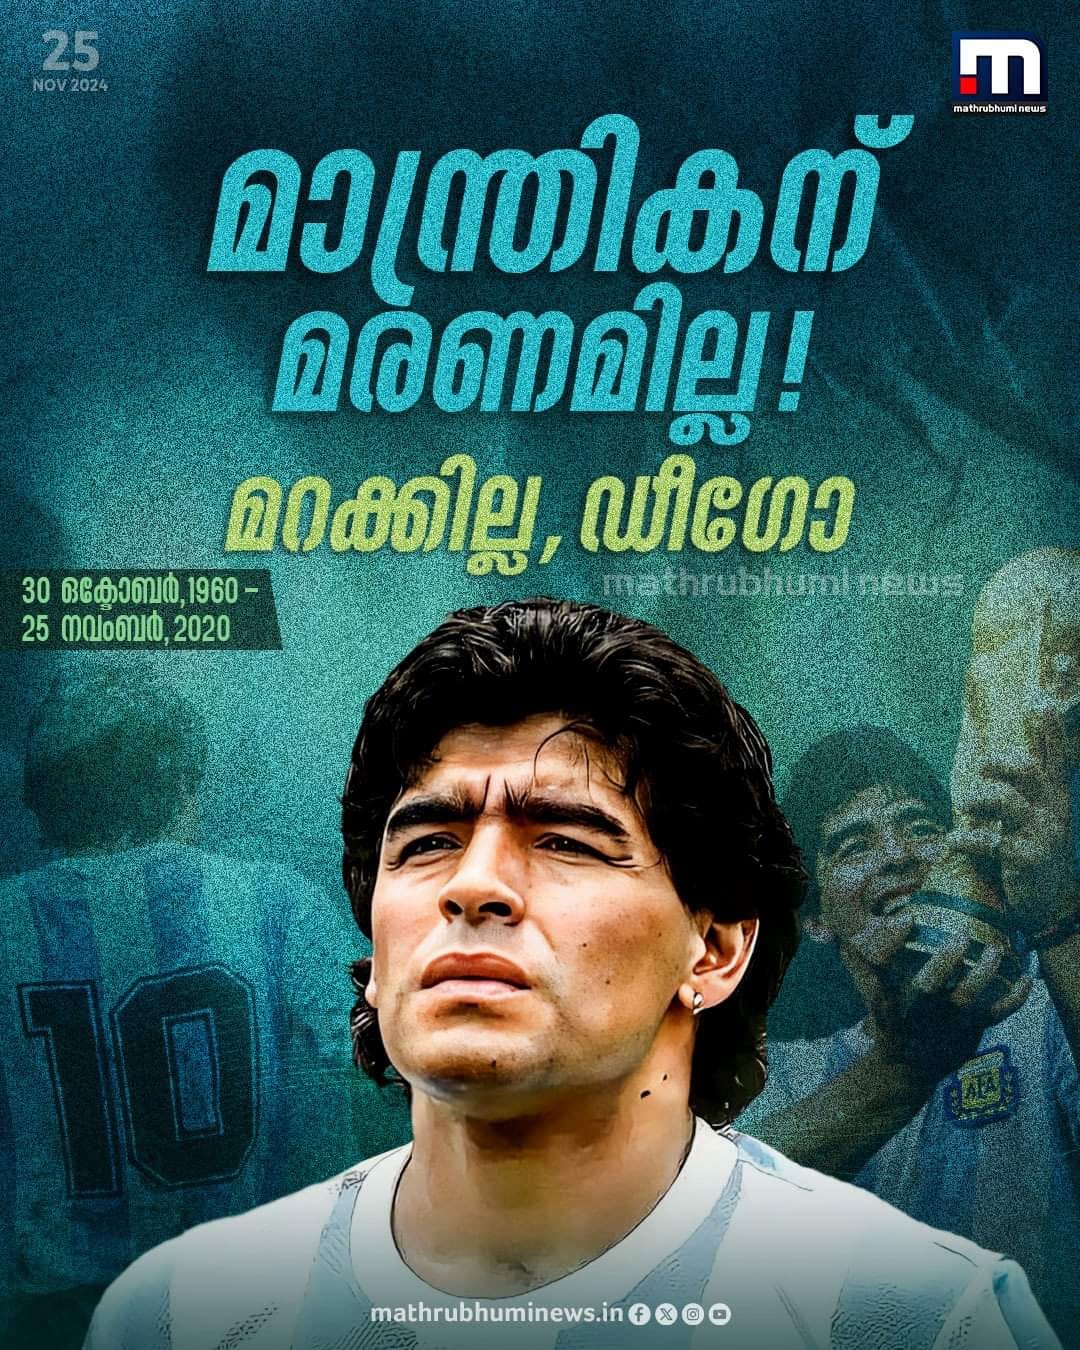 25
NOV 2024
mathrubhumi news
മാന്ത്രികന്
മരണമില്ല!
മറക്കില്ല, ഡീഗോ
mathrubhumi news
30 ഒക്ടോബർ, 1960 –
25 നവംബർ, 2020
10
AFA
mathrubhuminews.in